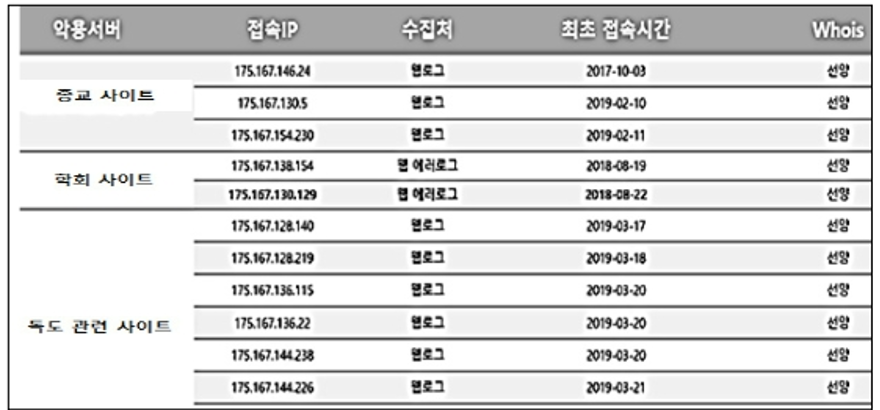 악용서버 접속IP 수집처 최초 접속시간 Whois
175.167.146.24 웹로그 2017-10-03 선양
종교 사이트 175.167.130.5 웹로그 2019-02-10 선양
175.167.154.230 웹로그 2019-02-11 선양
학회 사이트 175.167.138.154 웹 에러로그 2018-08-19 선양
175.167.130.129 웹 에러로그 2018-08-22 선양
175.167.128.140 웹로그 2019-03-17 선양
175.167.128.219 웹로그 2019-03-18 선양
175.167.136.115 웹로그 2019-03-20 선양
독도 관련 사이트 175.167.136.22 웹로그 2019-03-20 선양
175.167.144.238 웹로그 2019-03-20 선양
175.167.144.226 웹로그 2019-03-21 선양